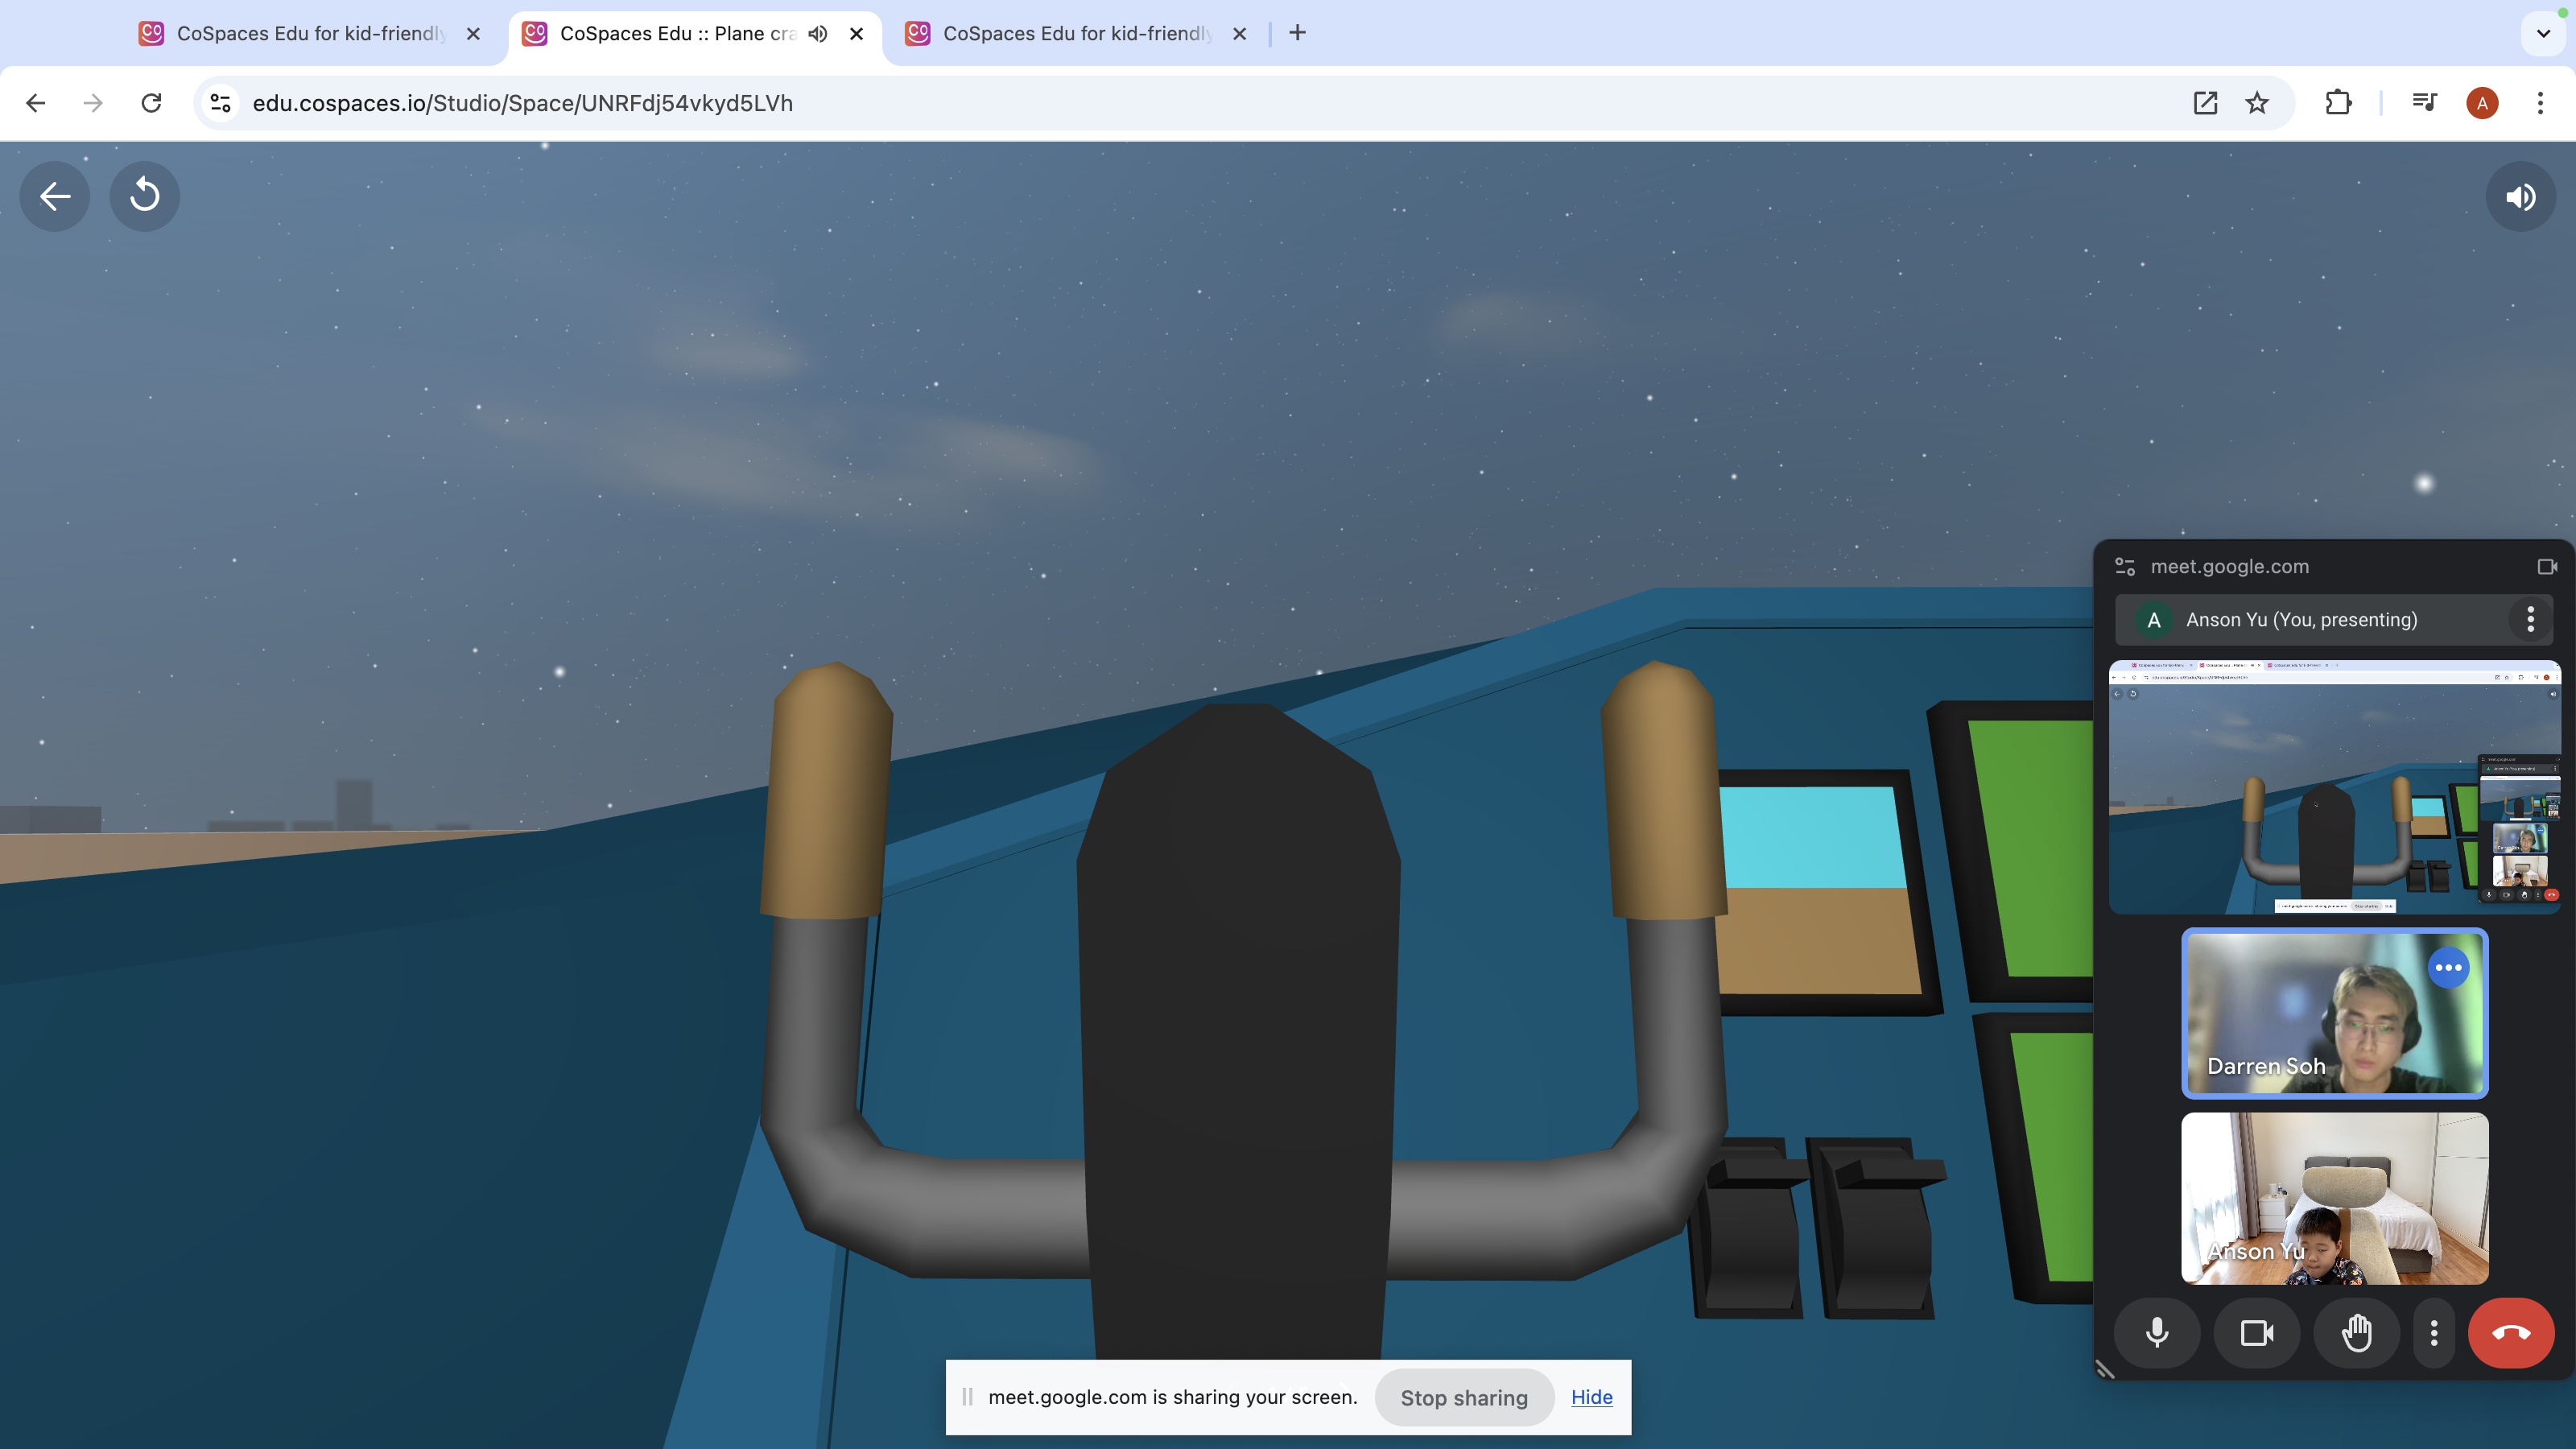 CoSpaces Edu for kid-friendly
CoSpaces Edu :: Plane cra
CoSpaces Edu for kid-friendly
edu.cospaces.io/Studio/Space/UNRFdj54vkyd5LVh
A
meet.google.com
A
Anson Yu (You, presenting)
Darren Soh
Anson Yu
meet.google.com is sharing your screen.
Stop sharing
Hide